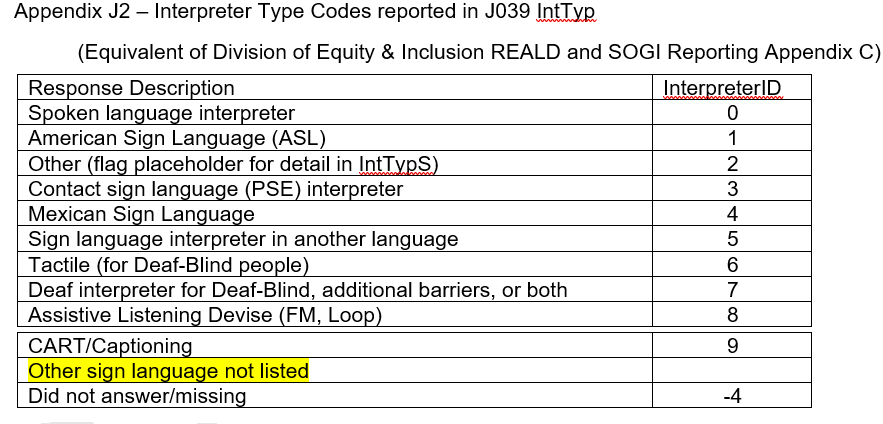 Appendix J2 – Interpreter Type Codes reported in J039 IntTyp
(Equivalent of Division of Equity & Inclusion REALD and SOGI Reporting Appendix C)
Response Description InterpreterID
Spoken language interpreter 0
American Sign Language (ASL) 1
Other (flag placeholder for detail in IntTypS) 2
Contact sign language (PSE) interpreter 3
Mexican Sign Language 4
Sign language interpreter in another language 5
Tactile (for Deaf-Blind people) 6
Deaf interpreter for Deaf-Blind, additional barriers, or both 7
Assistive Listening Devise (FM, Loop) 8
CART/Captioning 9
Other sign language not listed
Did not answer/missing -4